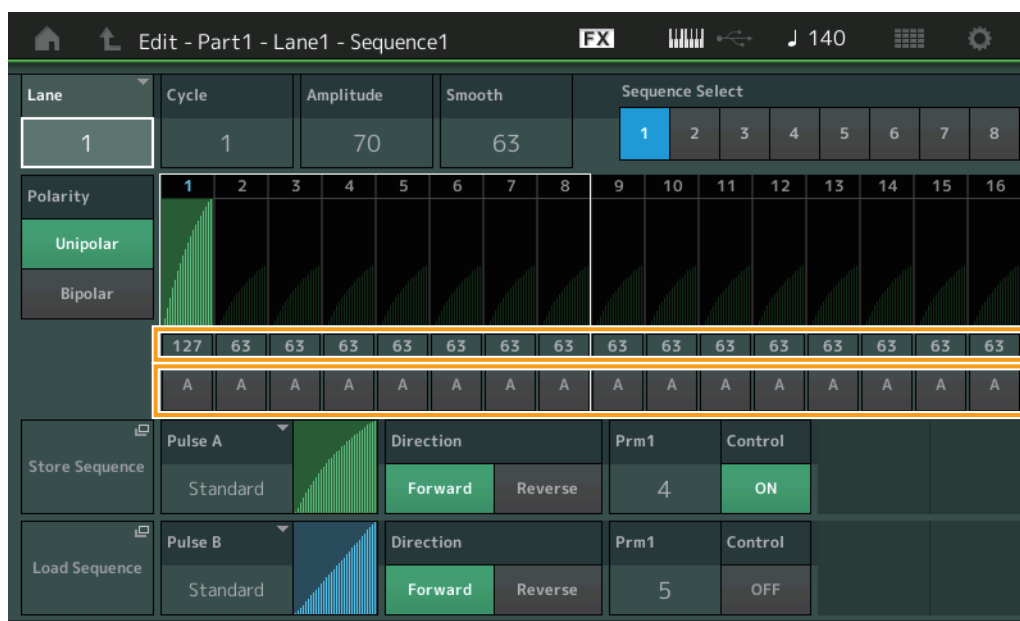 Edit - Part1 - Lane1 - Sequence1 FX ♩ 140
Lane Cycle Amplitude Smooth Sequence Select
1 1 70 63 1 2 3 4 5 6 7 8
Polarity 1 2 3 4 5 6 7 8 9 10 11 12 13 14 15 16
Unipolar
Bipolar
127 63 63 63 63 63 63 63 63 63 63 63 63 63 63 63
A A A A A A A A A A A A A A A A
Store Sequence
Pulse A Direction Prm1 Control
Standard Forward Reverse 4 ON
Load Sequence
Pulse B Direction Prm1 Control
Standard Forward Reverse 5 OFF